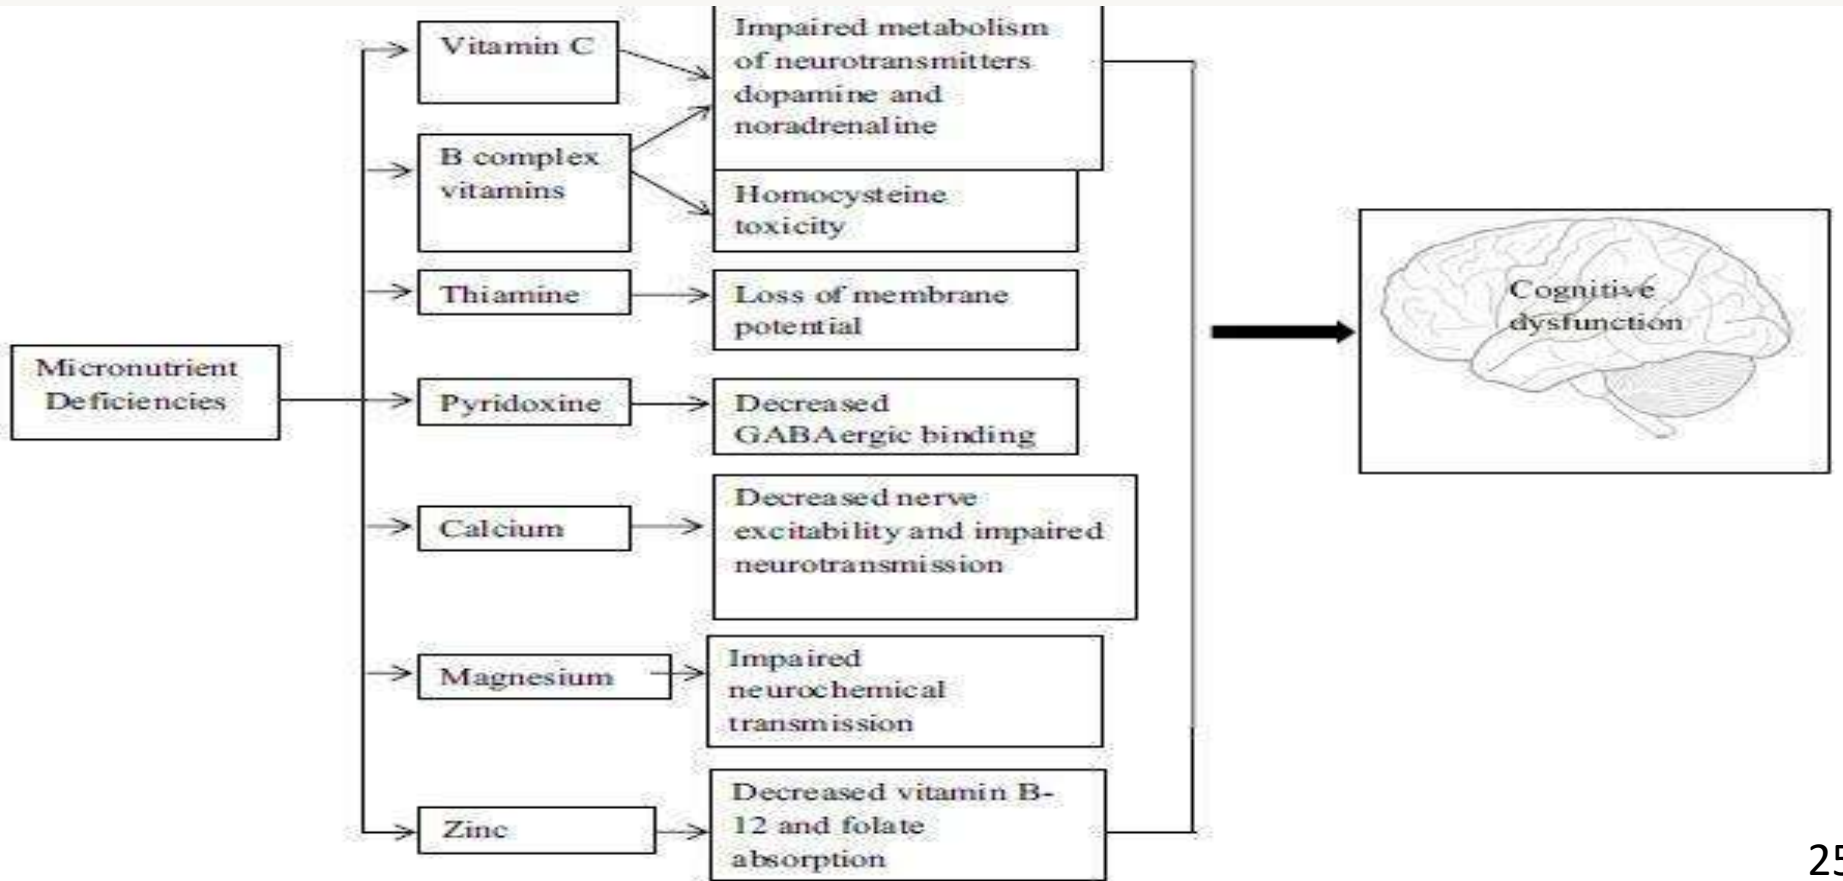 Micronutrient
Deficiencies
Vitamin C
B complex
vitamins
Thiamine
Pyridoxine
Calcium
Magnesium
Zinc
Impaired metabolism
of neurotransmitters
dopamine and
noradrenaline
Homocysteine
toxicity
Loss of membrane
potential
Decreased
GABAergic binding
Decreased nerve
excitability and impaired
neurotransmission
Impaired
neurochemical
transmission
Decreased vitamin B-
12 and folate
absorption
Cognitive
dysfunction
25